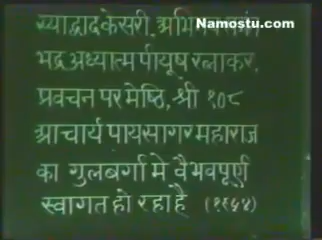 Namostu.com
स्याद्वादकेसरी, अभिनव
भद्र अध्यात्म पीयूष रत्नाकर,
प्रवचन परमेष्ठि, श्री १०८
आचार्य पायसागर महाराज
का गुलबर्गा मे वैभवपूर्ण
स्वागत हो रहा है (१९५४)